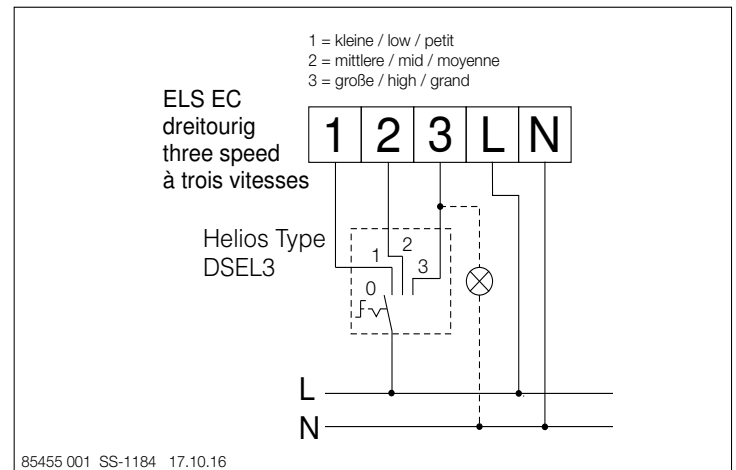 1 = kleine / low / petit
2 = mittlere / mid / moyenne
3 = große / high / grand
ELS EC
dreitourig
three speed
à trois vitesses
1 2 3 L N
Helios Type
DSEL3
1 2 3
0
L
N
85455 001 SS-1184 17.10.16